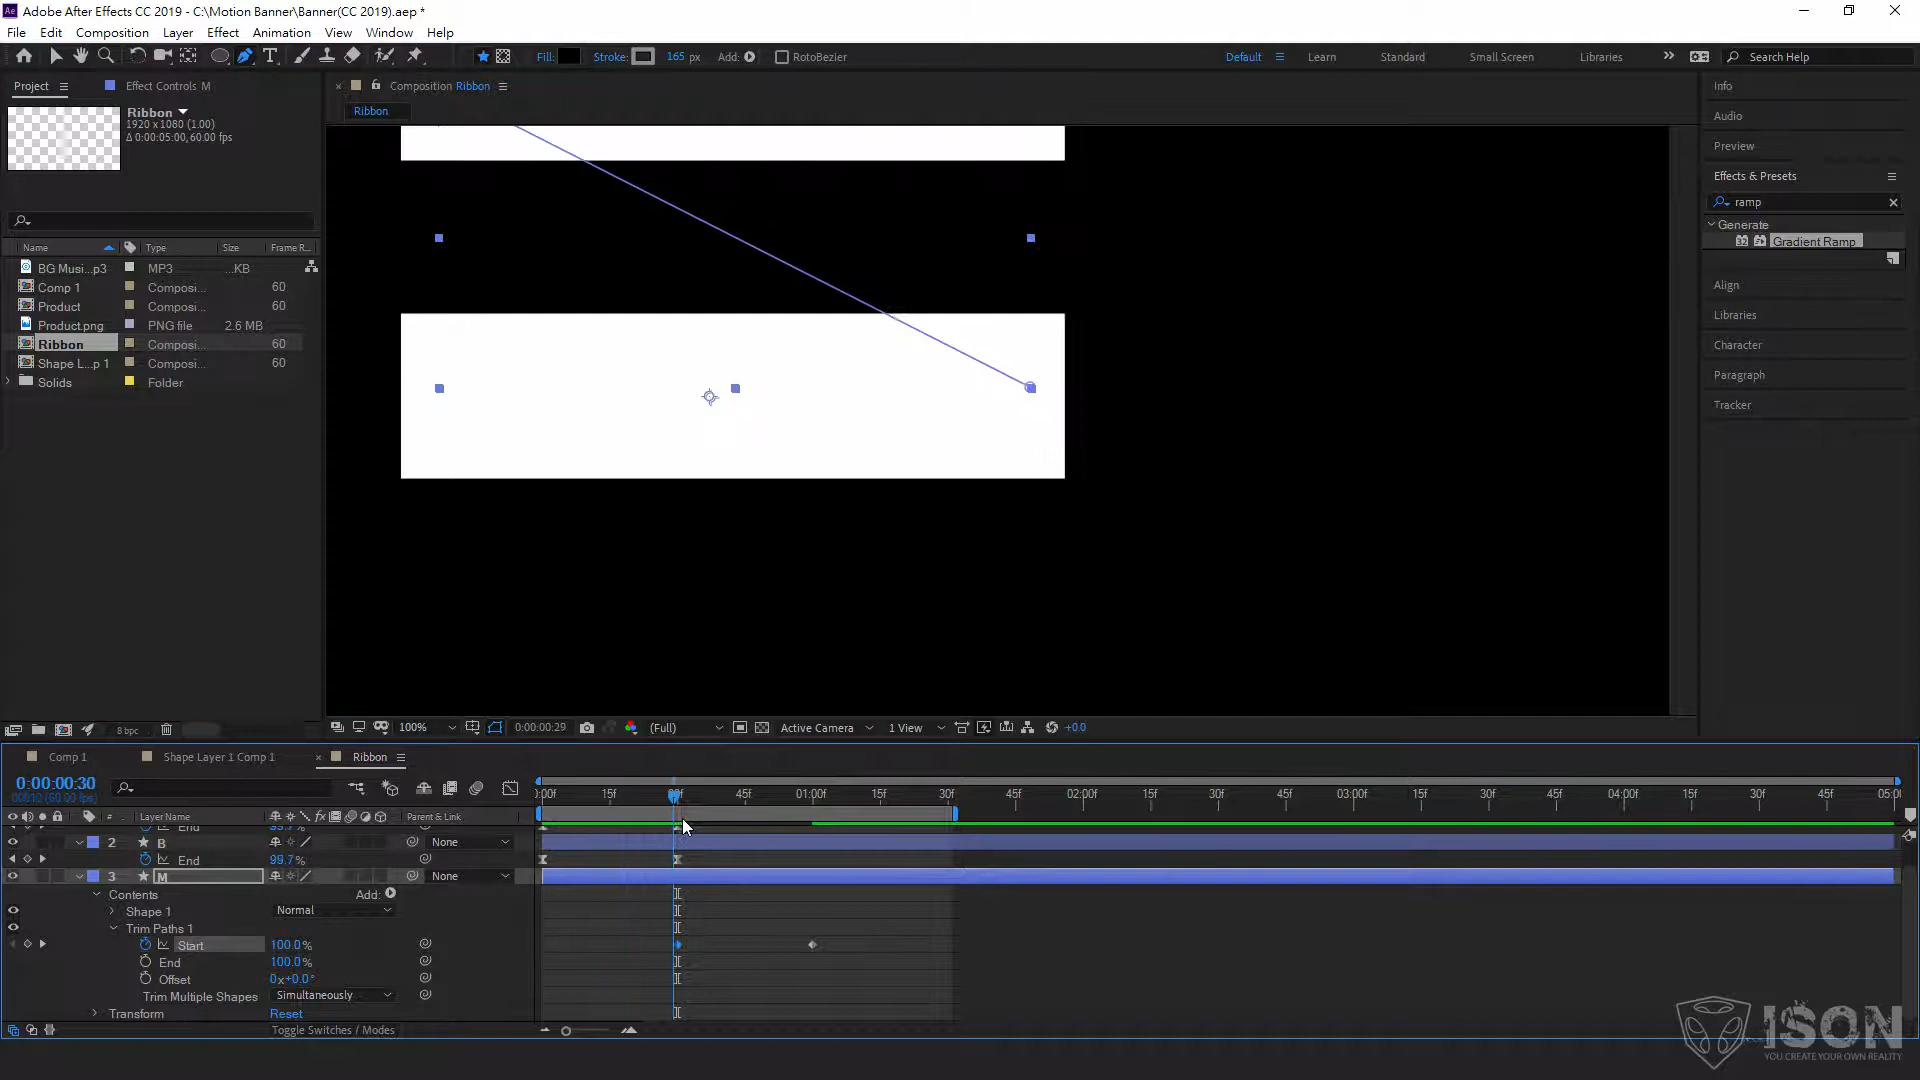 Adobe After Effects CC 2019 - C:\Motion Banner\Banner(CC 2019).aep *
File Edit Composition Layer Effect Animation View Window Help
Fill: Stroke: 165 px Add: RotoBezier Default Learn Standard Small Screen Libraries Search Help
Project Effect Controls M Composition Ribbon Info
Ribbon
Ribbon
1920 x 1080 (1.00)
Δ 0:00:05:00, 60.00 fps
Audio
Preview
Effects & Presets
ramp
Generate
32 Gradient Ramp
Align
Libraries
Character
Paragraph
Tracker
Name Type Size Frame R...
BG Musi...p3 MP3 ...KB
Comp 1 Composi... 60
Product Composi... 60
Product.png PNG file 2.6 MB
Ribbon Composi... 60
Shape L...p 1 Composi... 60
Solids Folder
8 bpc
100% 0:00:00:29 (Full) Active Camera 1 View +0.0
Comp 1 Shape Layer 1 Comp 1 Ribbon
0:00:00:30
:00f 15f 45f 01:00f 15f 30f 45f 02:00f 15f 30f 45f 03:00f 15f 30f 45f 04:00f 15f 30f 45f 05:00
# Layer Name Parent & Link
End
2 B None
End 99.7%
3 M None
Contents Add:
Shape 1 Normal
Trim Paths 1
Start 100.0%
End 100.0%
Offset 0x+0.0°
Trim Multiple Shapes Simultaneously
Transform Reset
Toggle Switches / Modes
ISON
YOU CREATE YOUR OWN REALITY